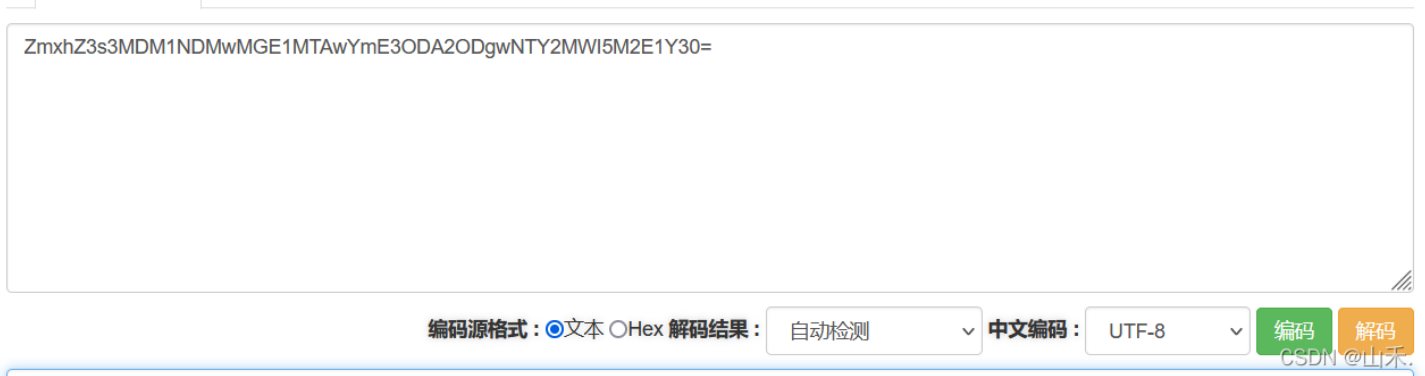 ZmxhZ3s3MDM1NDMwMGE1MTAwYmE3ODA2ODgwNTY2MWI5M2E1Y30=
编码源格式：文本 Hex 解码结果： 自动检测 中文编码： UTF-8 编码 解码
CSDN @山禾.